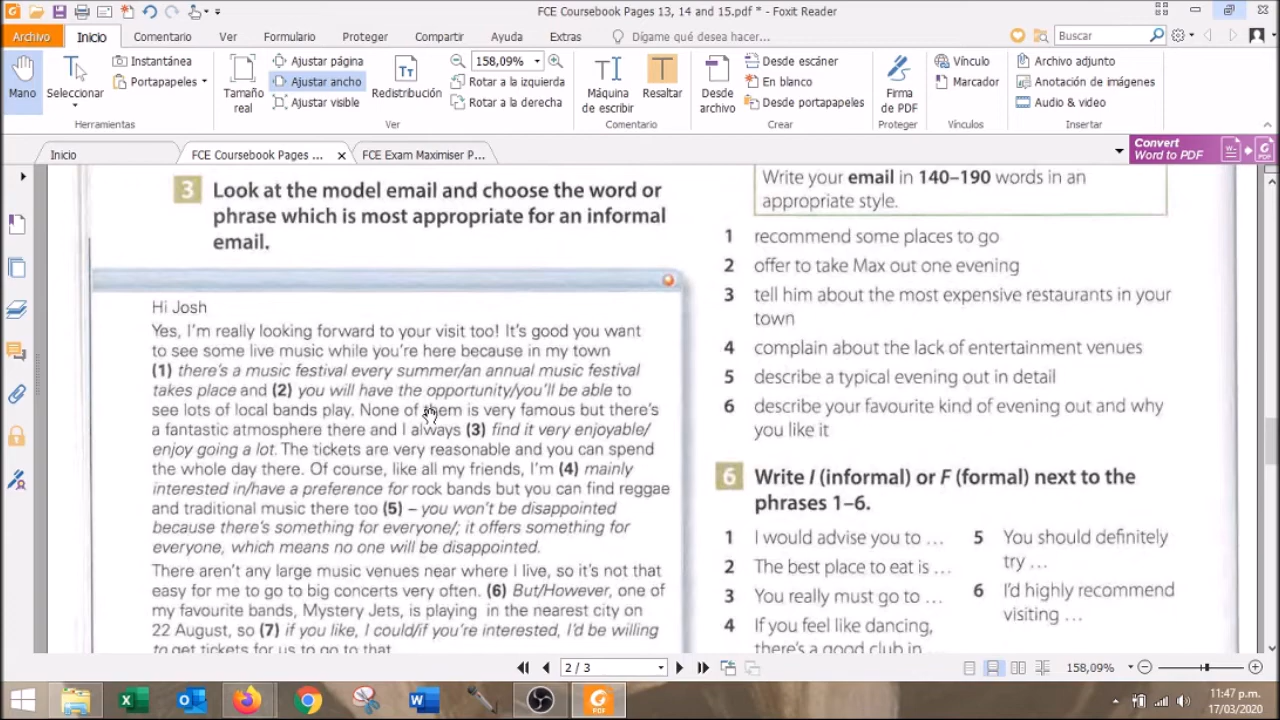 FCE Coursebook Pages 13, 14 and 15.pdf * - Foxit Reader
Archivo Inicio Comentario Ver Formulario Proteger Compartir Ayuda Extras Dígame qué desea hacer... Buscar
Mano
Seleccionar
Instantánea
Portapapeles
Herramientas
Tamaño real
Ajustar página
Ajustar ancho
Ajustar visible
Redistribución
158,09%
Rotar a la izquierda
Rotar a la derecha
Ver
Máquina de escribir
Resaltar
Comentario
Desde archivo
Desde escáner
En blanco
Desde portapapeles
Crear
Firma de PDF
Proteger
Vínculo
Marcador
Vínculos
Archivo adjunto
Anotación de imágenes
Audio & video
Insertar
Inicio
FCE Coursebook Pages ...
FCE Exam Maximiser P...
Convert
Word to PDF
3 Look at the model email and choose the word or
phrase which is most appropriate for an informal
email.
Hi Josh
Yes, I'm really looking forward to your visit too! It's good you want
to see some live music while you're here because in my town
(1) there's a music festival every summer/an annual music festival
takes place and (2) you will have the opportunity/you'll be able to
see lots of local bands play. None of them is very famous but there's
a fantastic atmosphere there and I always (3) find it very enjoyable/
enjoy going a lot. The tickets are very reasonable and you can spend
the whole day there. Of course, like all my friends, I'm (4) mainly
interested in/have a preference for rock bands but you can find reggae
and traditional music there too (5) – you won't be disappointed
because there's something for everyone/; it offers something for
everyone, which means no one will be disappointed.
There aren't any large music venues near where I live, so it's not that
easy for me to go to big concerts very often. (6) But/However, one of
my favourite bands, Mystery Jets, is playing in the nearest city on
22 August, so (7) if you like, I could/if you're interested, I'd be willing
to get tickets for us to go to that.
Write your email in 140–190 words in an
appropriate style.
1 recommend some places to go
2 offer to take Max out one evening
3 tell him about the most expensive restaurants in your
town
4 complain about the lack of entertainment venues
5 describe a typical evening out in detail
6 describe your favourite kind of evening out and why
you like it
6 Write I (informal) or F (formal) next to the
phrases 1–6.
1 I would advise you to ...
2 The best place to eat is ...
3 You really must go to ...
4 If you feel like dancing,
there's a good club in ...
5 You should definitely
try ...
6 I'd highly recommend
visiting ...
2 / 3
158,09%
11:47 p.m.
17/03/2020